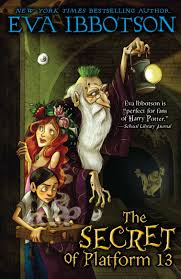 NEW YORK TIMES BESTSELLING AUTHOR
EVA IBBOTSON
Eva Ibbotson is
"perfect for fans
of Harry Potter."
—School Library Journal
The
SECRET
of PLATFORM 13